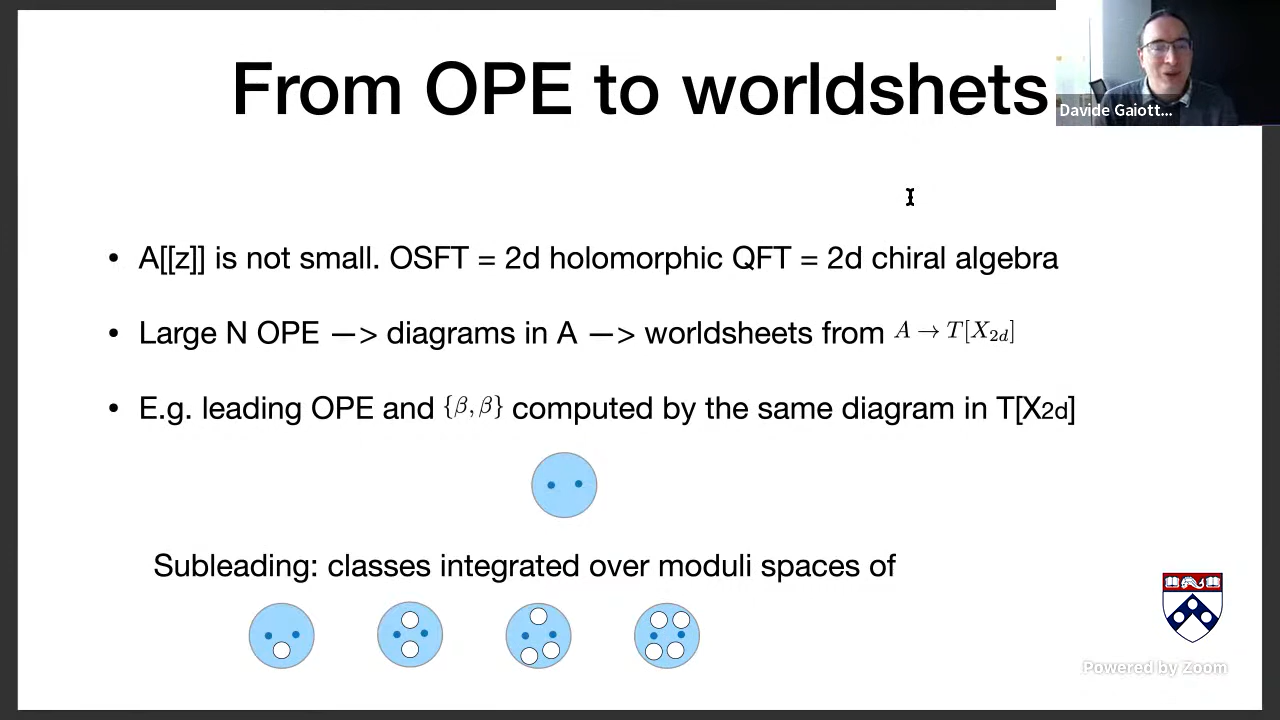 From OPE to worldshets
Davide Gaiott...
• A[[z]] is not small. OSFT = 2d holomorphic QFT = 2d chiral algebra
• Large N OPE —> diagrams in A —> worldsheets from A → T[X₂d]
• E.g. leading OPE and {β, β} computed by the same diagram in T[X2d]
Subleading: classes integrated over moduli spaces of
Powered by Zoom